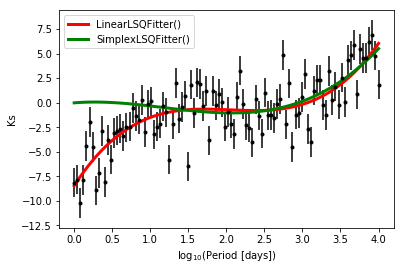 LinearLSQFitter()
SimplexLSQFitter()
7.5
5.0
2.5
0.0
−2.5
−5.0
−7.5
−10.0
−12.5
Ks
0.0 0.5 1.0 1.5 2.0 2.5 3.0 3.5 4.0
log₁₀(Period [days])